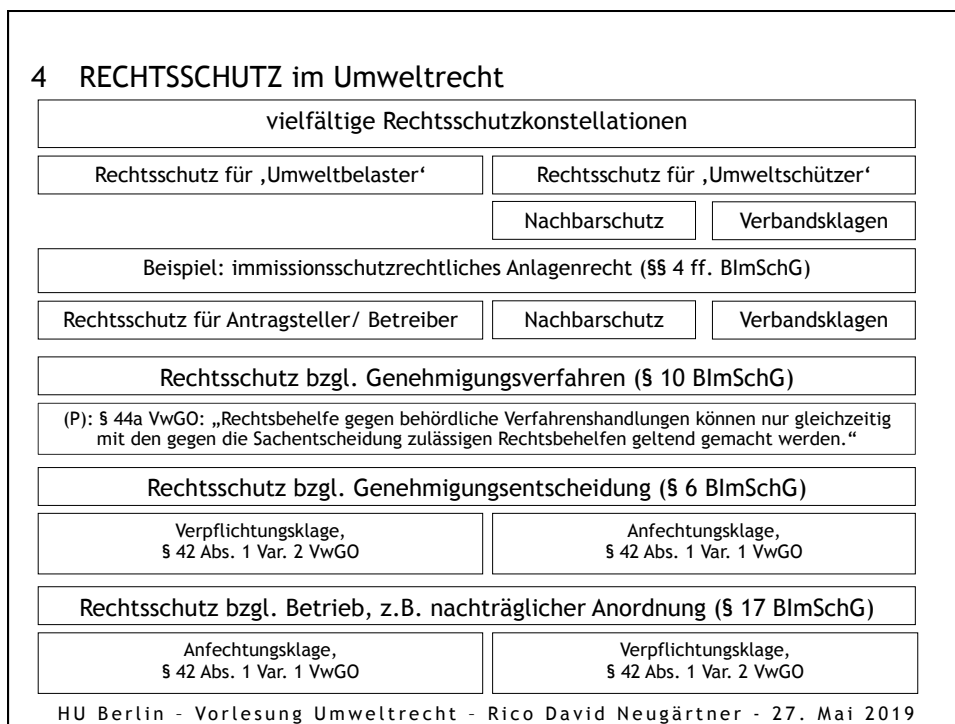 4 RECHTSSCHUTZ im Umweltrecht
vielfältige Rechtsschutzkonstellationen
Rechtsschutz für ‚Umweltbelaster‘
Rechtsschutz für ‚Umweltschützer‘
Nachbarschutz
Verbandsklagen
Beispiel: immissionsschutzrechtliches Anlagenrecht (§§ 4 ff. BImSchG)
Rechtsschutz für Antragsteller/ Betreiber
Nachbarschutz
Verbandsklagen
Rechtsschutz bzgl. Genehmigungsverfahren (§ 10 BImSchG)
(P): § 44a VwGO: „Rechtsbehelfe gegen behördliche Verfahrenshandlungen können nur gleichzeitig
mit den gegen die Sachentscheidung zulässigen Rechtsbehelfen geltend gemacht werden.“
Rechtsschutz bzgl. Genehmigungsentscheidung (§ 6 BImSchG)
Verpflichtungsklage,
§ 42 Abs. 1 Var. 2 VwGO
Anfechtungsklage,
§ 42 Abs. 1 Var. 1 VwGO
Rechtsschutz bzgl. Betrieb, z.B. nachträglicher Anordnung (§ 17 BImSchG)
Anfechtungsklage,
§ 42 Abs. 1 Var. 1 VwGO
Verpflichtungsklage,
§ 42 Abs. 1 Var. 2 VwGO
HU Berlin – Vorlesung Umweltrecht – Rico David Neugärtner - 27. Mai 2019